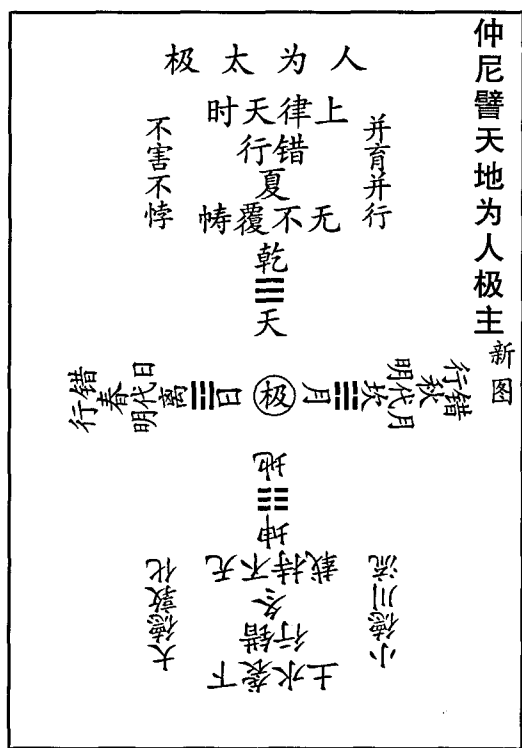 仲尼譬天地为人极主
新图
人为太极
上律天时
错行
夏
无不覆帱
乾
☰
天
并育并行
不害不悖
极
月
☵
坎
月代明
秋
错行
日
☲
离
日代明
春
错行
地
☷
坤
无不持载
冬
错行
下袭水土
小德川流
大德敦化